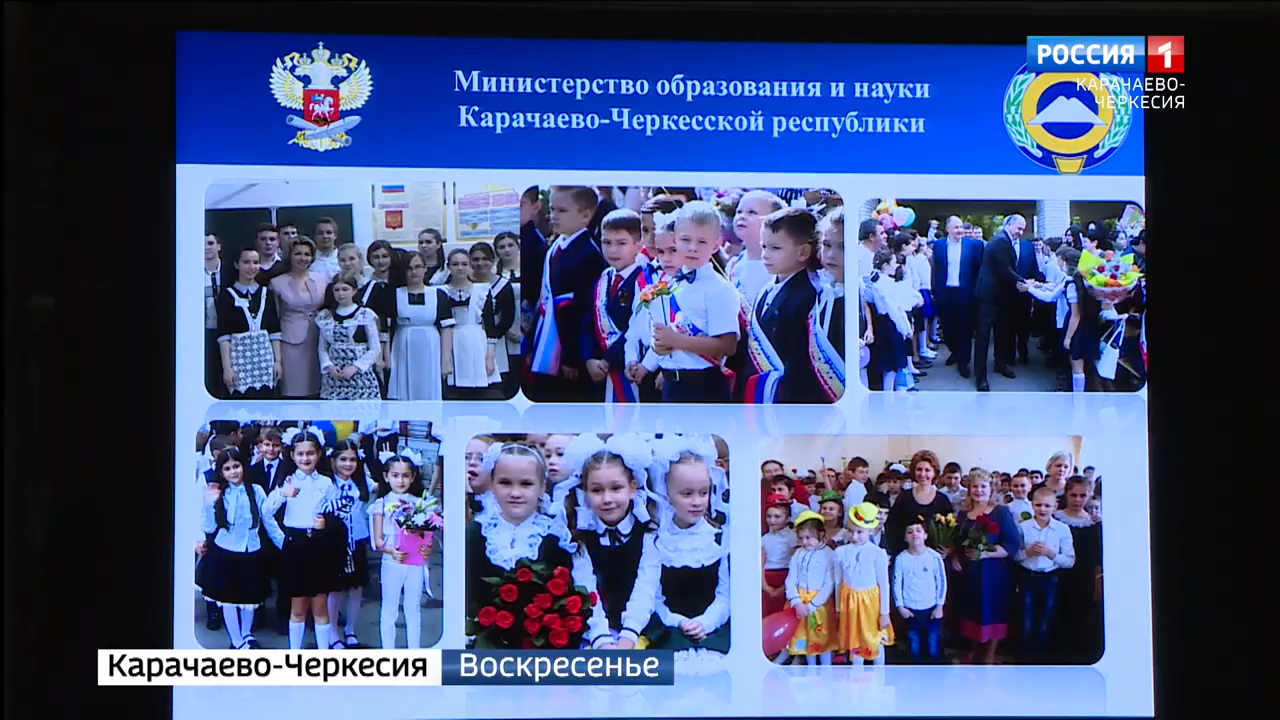 РОССИЯ 1
КАРАЧАЕВО-
ЧЕРКЕСИЯ
Министерство образования и науки
Карачаево-Черкесской республики
Карачаево-Черкесия Воскресенье